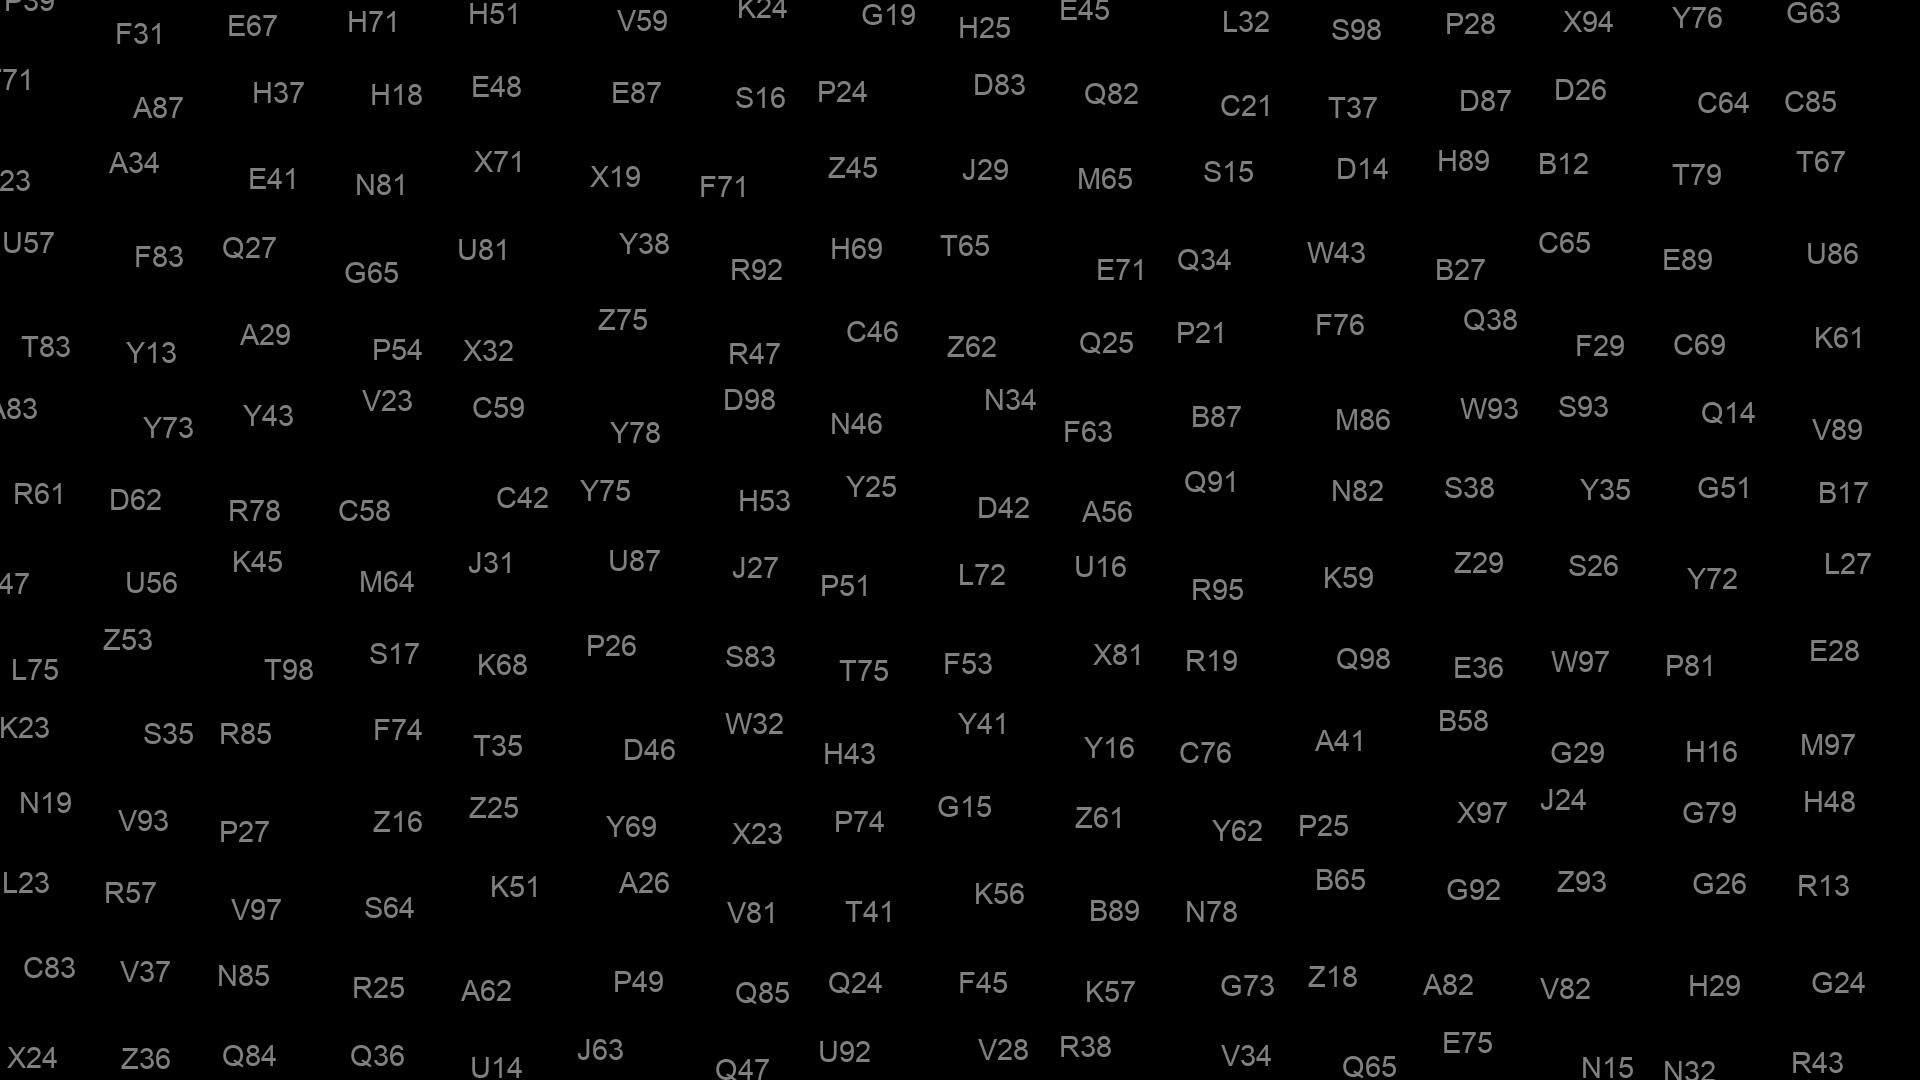 P39 F31 E67 H71 H51 V59 K24 G19 H25 E45 L32 S98 P28 X94 Y76 G63
71 A87 H37 H18 E48 E87 S16 P24 D83 Q82 C21 T37 D87 D26 C64 C85
23 A34 E41 N81 X71 X19 F71 Z45 J29 M65 S15 D14 H89 B12 T79 T67
U57 F83 Q27 G65 U81 Y38 R92 H69 T65 E71 Q34 W43 B27 C65 E89 U86
T83 Y13 A29 P54 X32 Z75 R47 C46 Z62 Q25 P21 F76 Q38 F29 C69 K61
A83 Y73 Y43 V23 C59 Y78 D98 N46 N34 F63 B87 M86 W93 S93 Q14 V89
R61 D62 R78 C58 C42 Y75 H53 Y25 D42 A56 Q91 N82 S38 Y35 G51 B17
47 U56 K45 M64 J31 U87 J27 P51 L72 U16 R95 K59 Z29 S26 Y72 L27
L75 Z53 T98 S17 K68 P26 S83 T75 F53 X81 R19 Q98 E36 W97 P81 E28
K23 S35 R85 F74 T35 D46 W32 H43 Y41 Y16 C76 A41 B58 G29 H16 M97
N19 V93 P27 Z16 Z25 Y69 X23 P74 G15 Z61 Y62 P25 X97 J24 G79 H48
L23 R57 V97 S64 K51 A26 V81 T41 K56 B89 N78 B65 G92 Z93 G26 R13
C83 V37 N85 R25 A62 P49 Q85 Q24 F45 K57 G73 Z18 A82 V82 H29 G24
X24 Z36 Q84 Q36 U14 J63 Q47 U92 V28 R38 V34 Q65 E75 N15 N32 R43